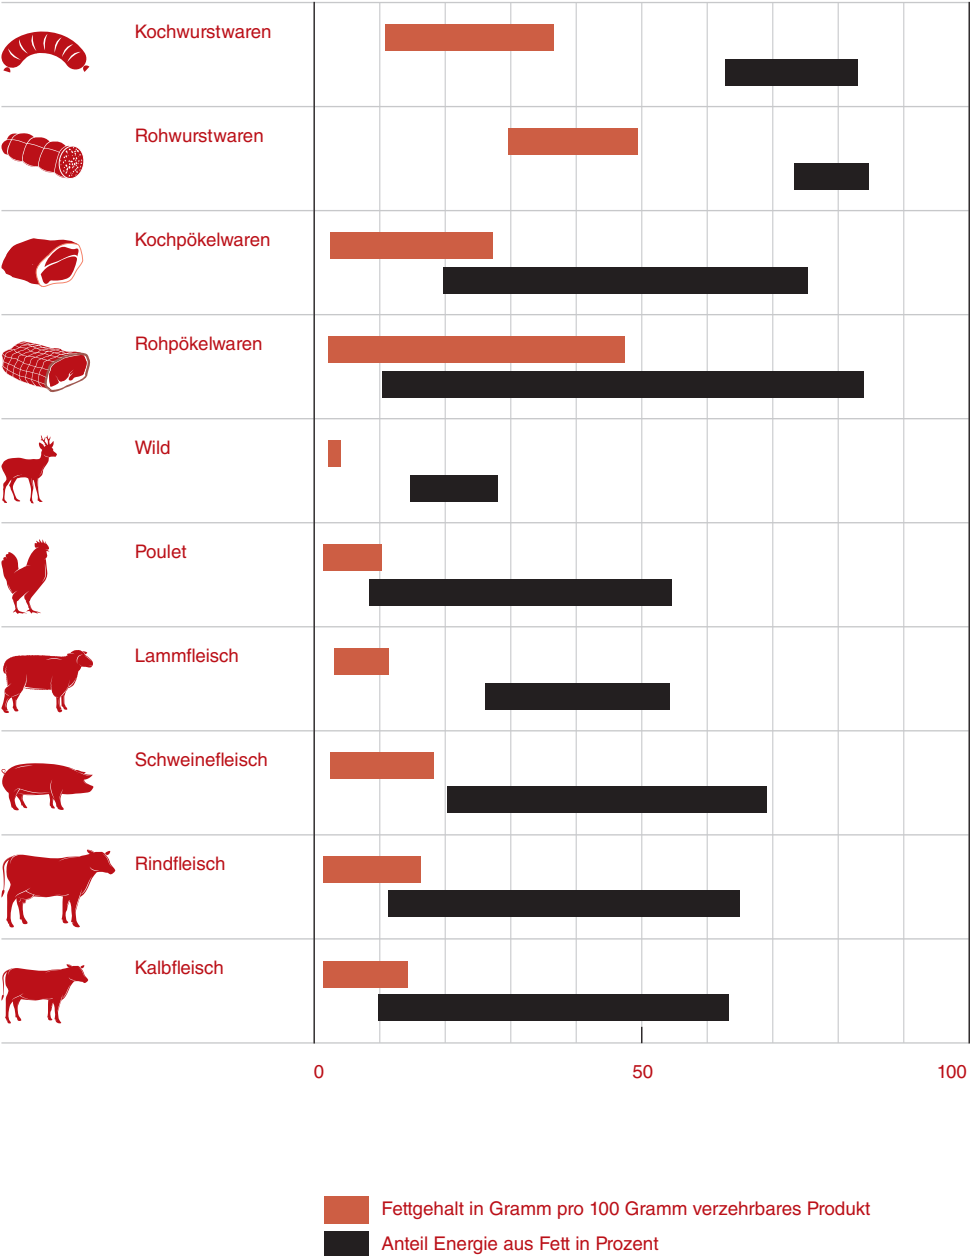 Kochwurstwaren
Rohwurstwaren
Kochpökelwaren
Rohpökelwaren
Wild
Poulet
Lammfleisch
Schweinefleisch
Rindfleisch
Kalbfleisch
0 50 100
Fettgehalt in Gramm pro 100 Gramm verzehrbares Produkt
Anteil Energie aus Fett in Prozent